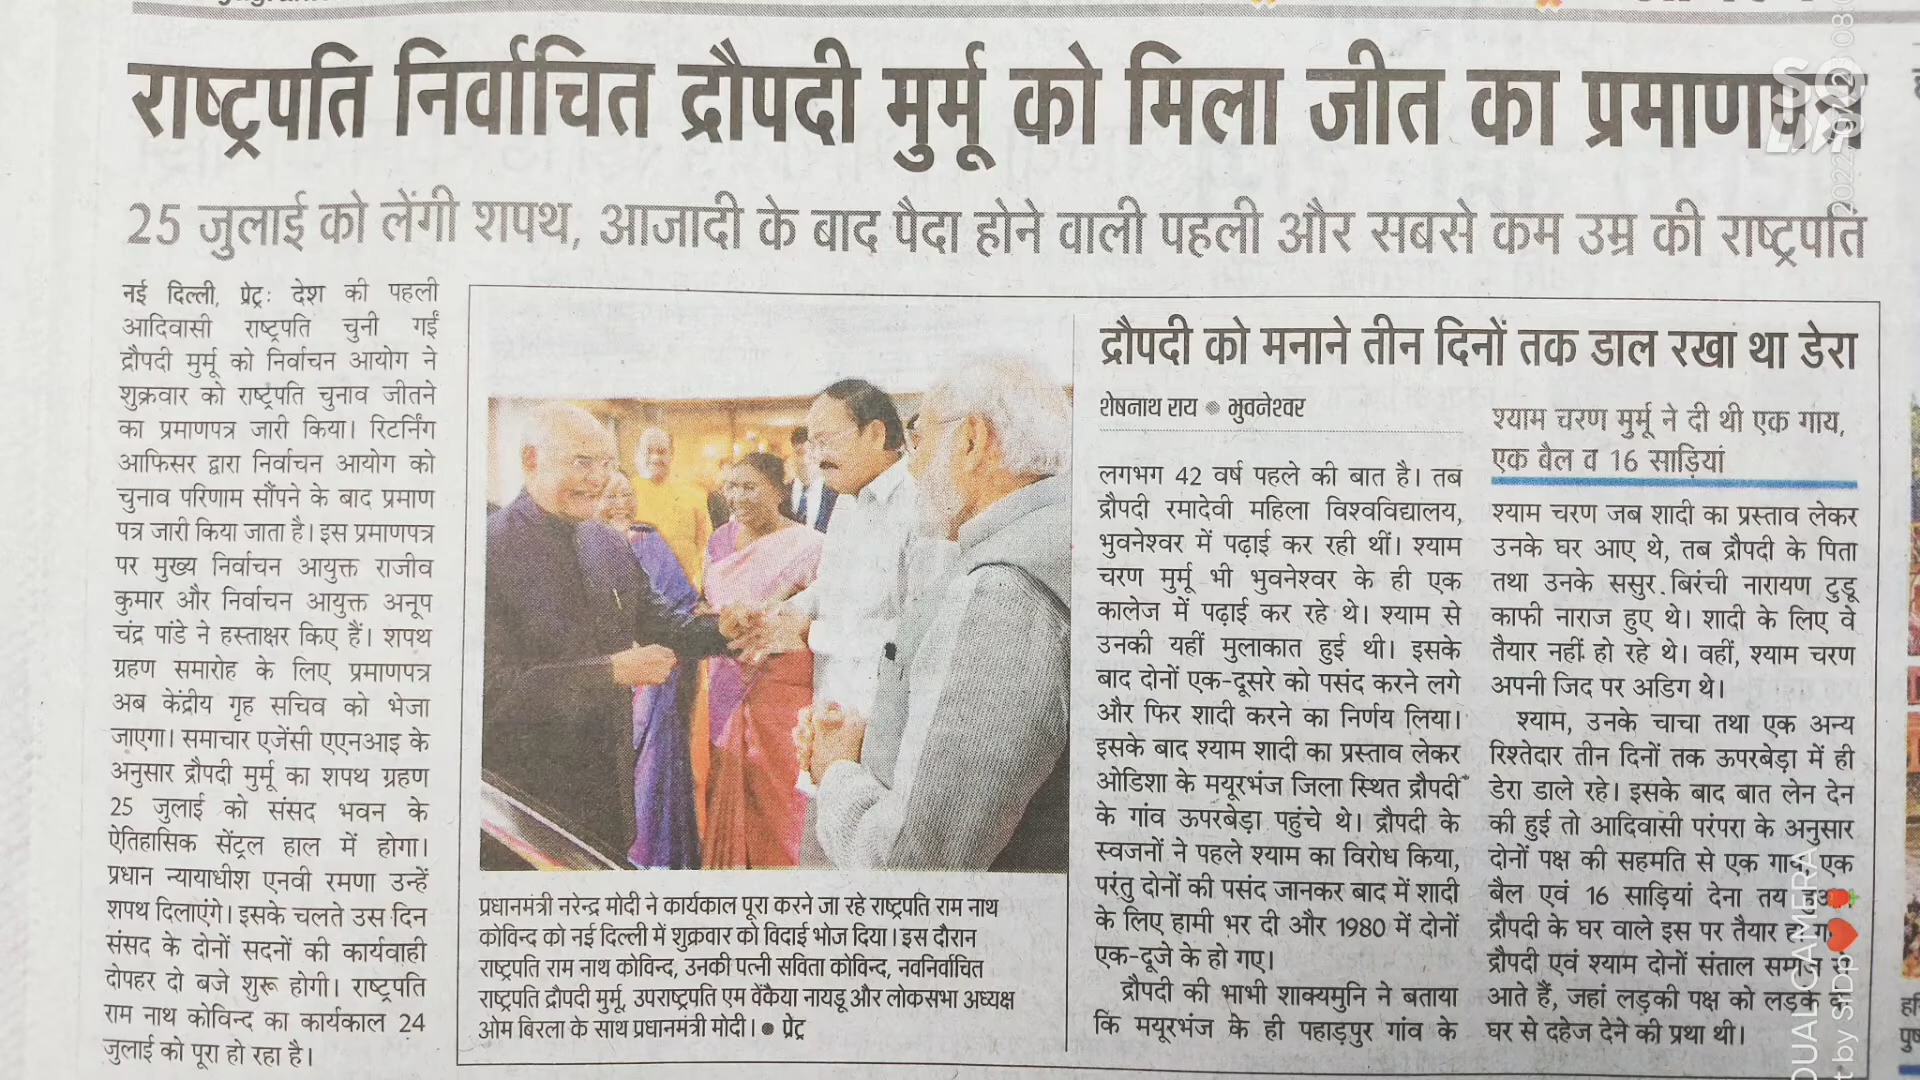 राष्ट्रपति निर्वाचित द्रौपदी मुर्मू को मिला जीत का प्रमाणपत्र
25 जुलाई को लेंगी शपथ, आजादी के बाद पैदा होने वाली पहली और सबसे कम उम्र की राष्ट्रपति
नई दिल्ली, प्रेट्र: देश की पहली
आदिवासी राष्ट्रपति चुनी गईं
द्रौपदी मुर्मू को निर्वाचन आयोग ने
शुक्रवार को राष्ट्रपति चुनाव जीतने
का प्रमाणपत्र जारी किया। रिटर्निंग
आफिसर द्वारा निर्वाचन आयोग को
चुनाव परिणाम सौंपने के बाद प्रमाण
पत्र जारी किया जाता है। इस प्रमाणपत्र
पर मुख्य निर्वाचन आयुक्त राजीव
कुमार और निर्वाचन आयुक्त अनूप
चंद्र पांडे ने हस्ताक्षर किए हैं। शपथ
ग्रहण समारोह के लिए प्रमाणपत्र
अब केंद्रीय गृह सचिव को भेजा
जाएगा। समाचार एजेंसी एएनआइ के
अनुसार द्रौपदी मुर्मू का शपथ ग्रहण
25 जुलाई को संसद भवन के
ऐतिहासिक सेंट्रल हाल में होगा।
प्रधान न्यायाधीश एनवी रमणा उन्हें
शपथ दिलाएंगे। इसके चलते उस दिन
संसद के दोनों सदनों की कार्यवाही
दोपहर दो बजे शुरू होगी। राष्ट्रपति
राम नाथ कोविन्द का कार्यकाल 24
जुलाई को पूरा हो रहा है।
प्रधानमंत्री नरेन्द्र मोदी ने कार्यकाल पूरा करने जा रहे राष्ट्रपति राम नाथ
कोविन्द को नई दिल्ली में शुक्रवार को विदाई भोज दिया। इस दौरान
राष्ट्रपति राम नाथ कोविन्द, उनकी पत्नी सविता कोविन्द, नवनिर्वाचित
राष्ट्रपति द्रौपदी मुर्मू, उपराष्ट्रपति एम वेंकैया नायडू और लोकसभा अध्यक्ष
ओम बिरला के साथ प्रधानमंत्री मोदी। ● प्रेट्र
द्रौपदी को मनाने तीन दिनों तक डाल रखा था डेरा
शेषनाथ राय ● भुवनेश्वर
लगभग 42 वर्ष पहले की बात है। तब
द्रौपदी रमादेवी महिला विश्वविद्यालय,
भुवनेश्वर में पढ़ाई कर रही थीं। श्याम
चरण मुर्मू भी भुवनेश्वर के ही एक
कालेज में पढ़ाई कर रहे थे। श्याम से
उनकी यहीं मुलाकात हुई थी। इसके
बाद दोनों एक-दूसरे को पसंद करने लगे
और फिर शादी करने का निर्णय लिया।
इसके बाद श्याम शादी का प्रस्ताव लेकर
ओडिशा के मयूरभंज जिला स्थित द्रौपदी
के गांव ऊपरबेड़ा पहुंचे थे। द्रौपदी के
स्वजनों ने पहले श्याम का विरोध किया,
परंतु दोनों की पसंद जानकर बाद में शादी
के लिए हामी भर दी और 1980 में दोनों
एक-दूजे के हो गए।
द्रौपदी की भाभी शाक्यमुनि ने बताया
कि मयूरभंज के ही पहाड़पुर गांव के
श्याम चरण मुर्मू ने दी थी एक गाय,
एक बैल व 16 साड़ियां
श्याम चरण जब शादी का प्रस्ताव लेकर
उनके घर आए थे, तब द्रौपदी के पिता
तथा उनके ससुर बिरंची नारायण टुडू
काफी नाराज हुए थे। शादी के लिए वे
तैयार नहीं हो रहे थे। वहीं, श्याम चरण
अपनी जिद पर अडिग थे।
श्याम, उनके चाचा तथा एक अन्य
रिश्तेदार तीन दिनों तक ऊपरबेड़ा में ही
डेरा डाले रहे। इसके बाद बात लेन देन
की हुई तो आदिवासी परंपरा के अनुसार
दोनों पक्ष की सहमति से एक गाय एक
बैल एवं 16 साड़ियां देना तय हुआ
द्रौपदी के घर वाले इस पर तैयार हो
द्रौपदी एवं श्याम दोनों संताल समाज से
आते हैं, जहां लड़की पक्ष को लड़के के
घर से दहेज देने की प्रथा थी।
DUAL CAMERA
by SIDp